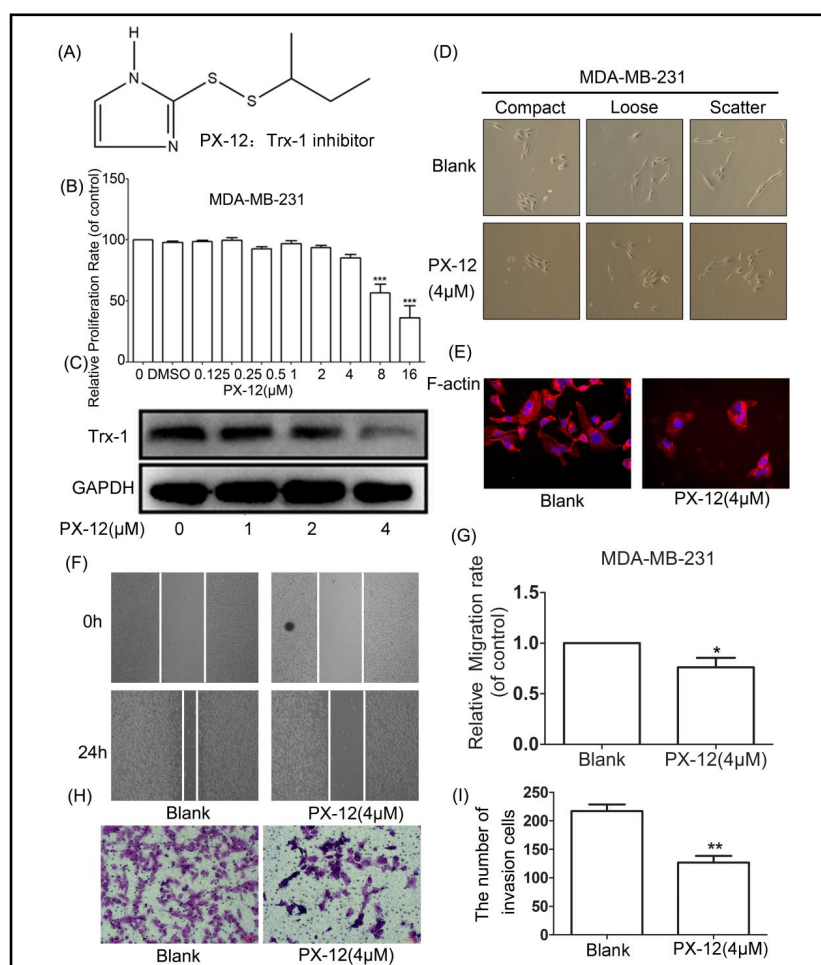 (A)
H
N
N
S
S
PX-12: Trx-1 inhibitor
(B)
MDA-MB-231
Relative Proliferation Rate (of control)
150
100
50
0
0 DMSO 0.125 0.25 0.5 1 2 4 8 16
*** ***
PX-12(μM)
(C)
Trx-1
GAPDH
PX-12(μM) 0 1 2 4
(D)
MDA-MB-231
Compact Loose Scatter
Blank
PX-12
(4μM)
(E)
F-actin
Blank PX-12(4μM)
(F)
0h
24h
Blank PX-12(4μM)
(G)
MDA-MB-231
Relative Migration rate
(of control)
1.0
0.5
0.0
*
Blank PX-12(4μM)
(H)
Blank PX-12(4μM)
(I)
The number of
invasion cells
250
200
150
100
50
0
**
Blank PX-12(4μM)